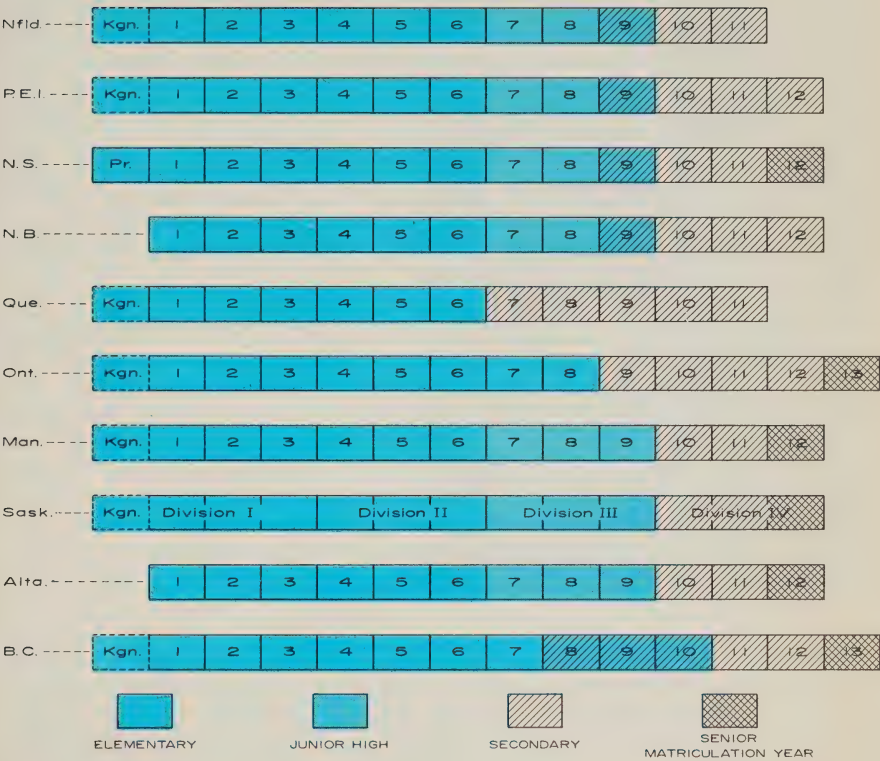 Nfld. Kgn. 1 2 3 4 5 6 7 8 9 10 11
P.E.I. Kgn. 1 2 3 4 5 6 7 8 9 10 11 12
N.S. Pr. 1 2 3 4 5 6 7 8 9 10 11 12
N.B. 1 2 3 4 5 6 7 8 9 10 11 12
Que. Kgn. 1 2 3 4 5 6 7 8 9 10 11
Ont. Kgn. 1 2 3 4 5 6 7 8 9 10 11 12 13
Man. Kgn. 1 2 3 4 5 6 7 8 9 10 11 12
Sask. Kgn. Division I Division II Division III Division IV
Alta. 1 2 3 4 5 6 7 8 9 10 11 12
B.C. Kgn. 1 2 3 4 5 6 7 8 9 10 11 12 13
ELEMENTARY JUNIOR HIGH SECONDARY SENIOR
MATRICULATION YEAR